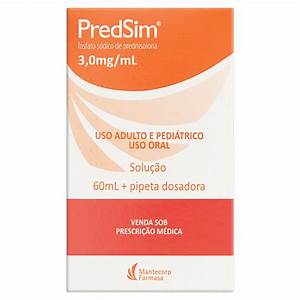 PredSim®
fosfato sódico de prednisolona
3,0mg/mL
USO ADULTO E PEDIÁTRICO
USO ORAL
Solução
60mL + pipeta dosadora
VENDA SOB
PRESCRIÇÃO MÉDICA
Mantecorp
Farmasa